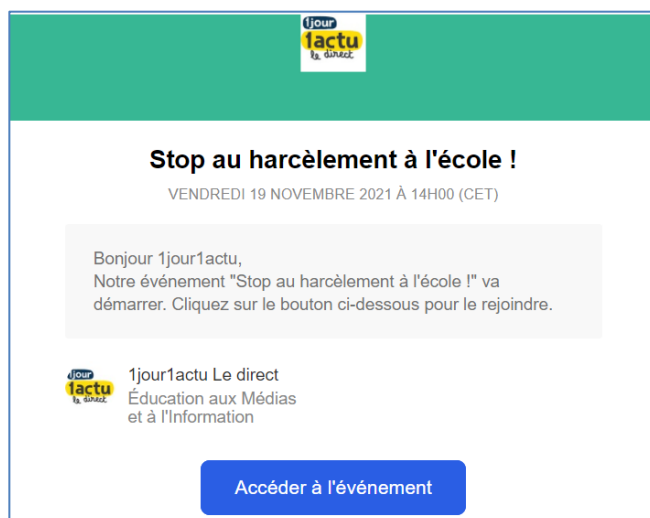 1jour
1actu
le direct
Stop au harcèlement à l'école !
VENDREDI 19 NOVEMBRE 2021 À 14H00 (CET)
Bonjour 1jour1actu,
Notre événement "Stop au harcèlement à l'école !" va
démarrer. Cliquez sur le bouton ci-dessous pour le rejoindre.
1jour
1actu
le direct
1jour1actu Le direct
Éducation aux Médias
et à l'Information
Accéder à l'événement